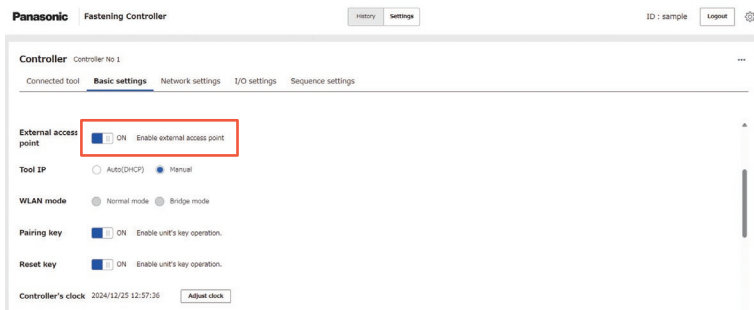 Panasonic Fastening Controller History Settings ID : sample Logout
Controller Controller No 1 ...
Connected tool Basic settings Network settings I/O settings Sequence settings
External access
point ON Enable external access point
Tool IP Auto(DHCP) Manual
WLAN mode Normal mode Bridge mode
Pairing key ON Enable unit's key operation.
Reset key ON Enable unit's key operation.
Controller's clock 2024/12/25 12:57:36 Adjust clock